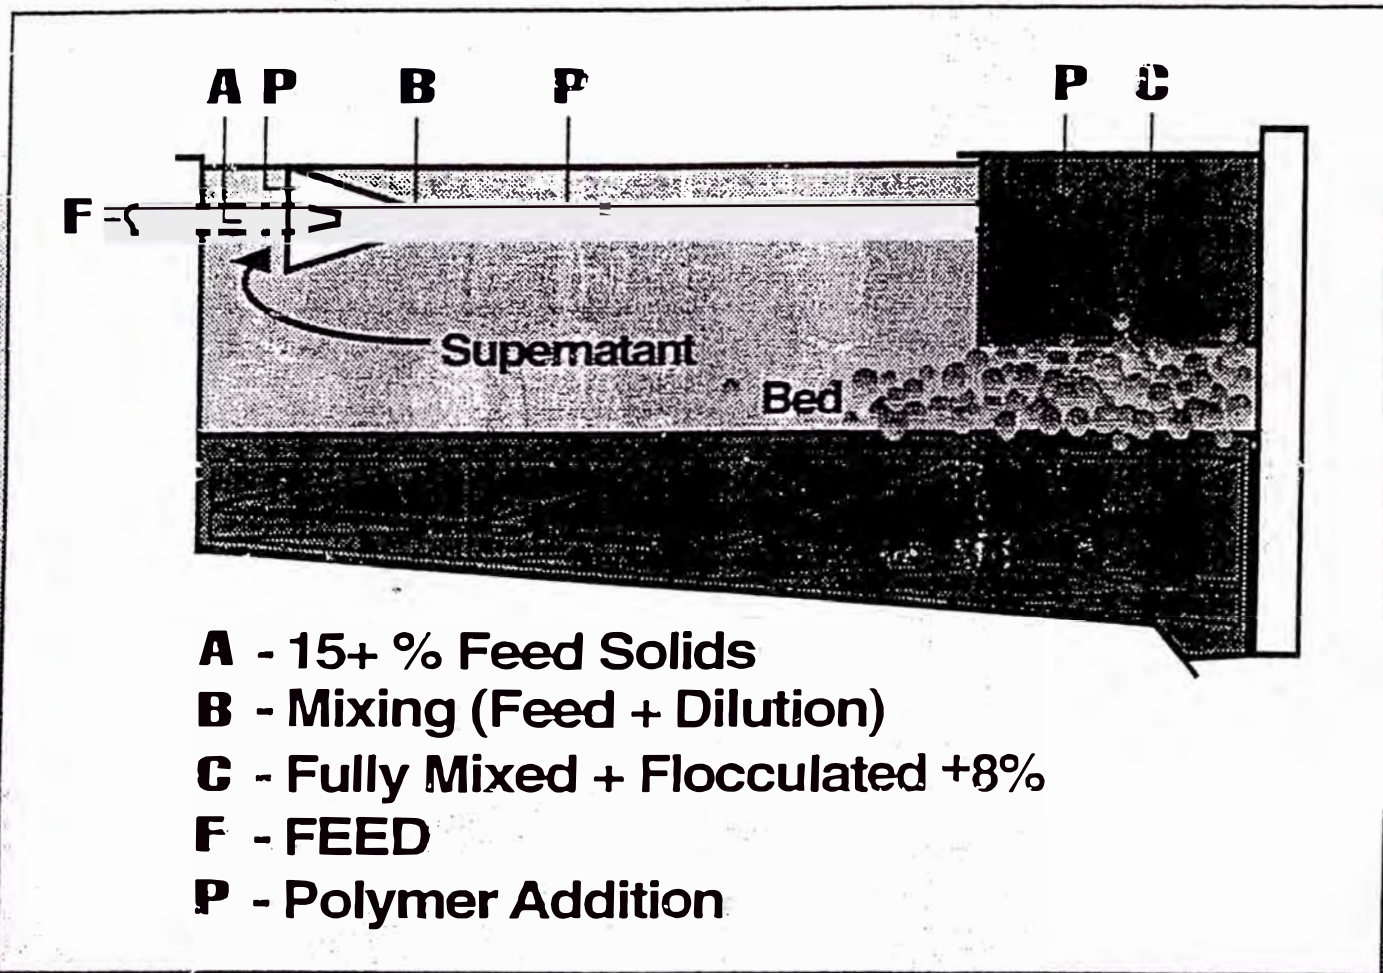 A P B P P C
F
Supernatant
Bed
A - 15+ % Feed Solids
B - Mixing (Feed + Dilution)
C - Fully Mixed + Flocculated +8%
F - FEED
P - Polymer Addition